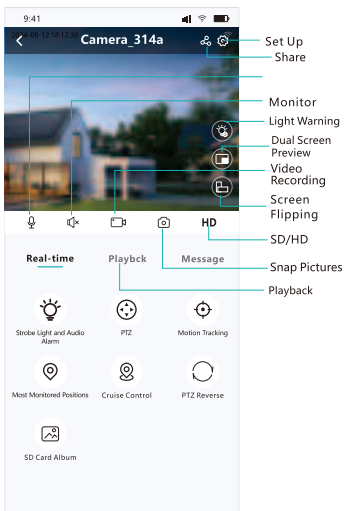 9:41
2024-06-12 18:12:30
Camera_314a
Set Up
Share
Monitor
Light Warning
Dual Screen
Preview
Video
Recording
Screen
Flipping
HD
SD/HD
Real-time
Playbck
Message
Snap Pictures
Playback
Strobe Light and Audio
Alarm
PTZ
Motion Tracking
Most Monitored Positions
Cruise Control
PTZ Reverse
SD Card Album